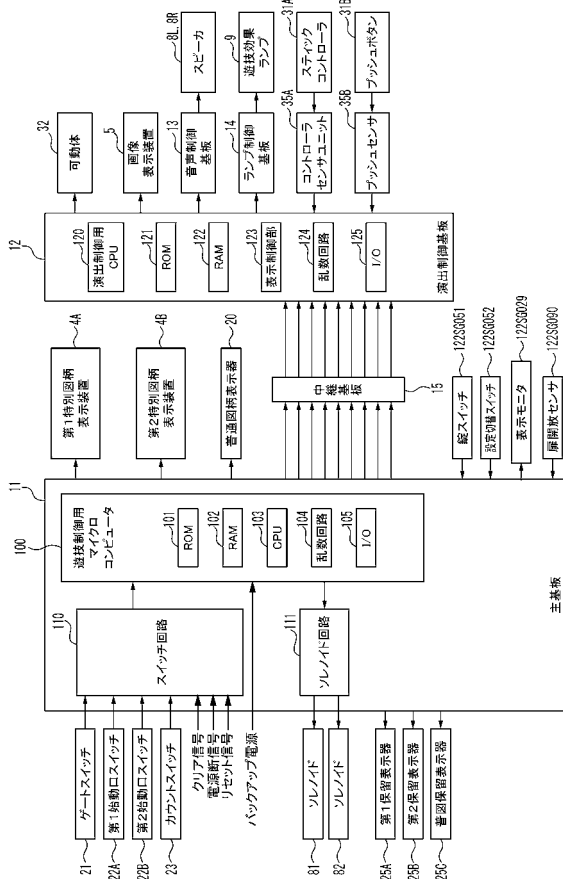 32
可動体
5
画像
表示装置
13
音声制御
基板
8L、8R
スピーカ
14
ランプ制御
基板
9
遊技効果
ランプ
35A
コントローラ
センサユニット
31A
スティック
コントローラ
35B
プッシュセンサ
31B
プッシュボタン
12
120
演出制御用
CPU
121
ROM
122
RAM
123
表示制御部
124
乱数回路
125
I/O
演出制御基板
4A
第1特別図柄
表示装置
4B
第2特別図柄
表示装置
20
普通図柄表示器
中継基板
15
122SG051
錠スイッチ
122SG052
設定切替スイッチ
122SG029
表示モニタ
122SG090
扉開放センサ
11
100
遊技制御用
マイクロ
コンピュータ
101
ROM
102
RAM
103
CPU
104
乱数回路
105
I/O
110
スイッチ回路
111
ソレノイド回路
主基板
ゲートスイッチ
21
第1始動口スイッチ
22A
第2始動口スイッチ
22B
カウントスイッチ
23
クリア信号
電源断信号
リセット信号
バックアップ電源
ソレノイド
81
ソレノイド
82
第1保留表示器
25A
第2保留表示器
25B
普図保留表示器
25C